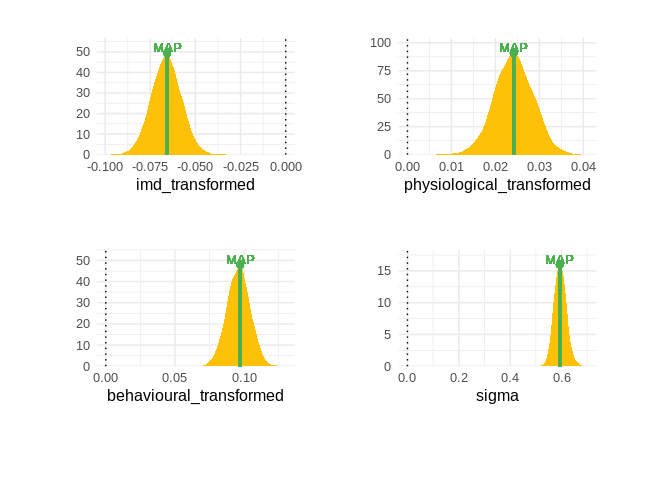 MAP
50
40
30
20
10
0
-0.100 -0.075 -0.050 -0.025 0.000
imd_transformed
MAP
100
75
50
25
0
0.00 0.01 0.02 0.03 0.04
physiological_transformed
MAP
50
40
30
20
10
0
0.00 0.05 0.10
behavioural_transformed
MAP
15
10
5
0
0.0 0.2 0.4 0.6
sigma